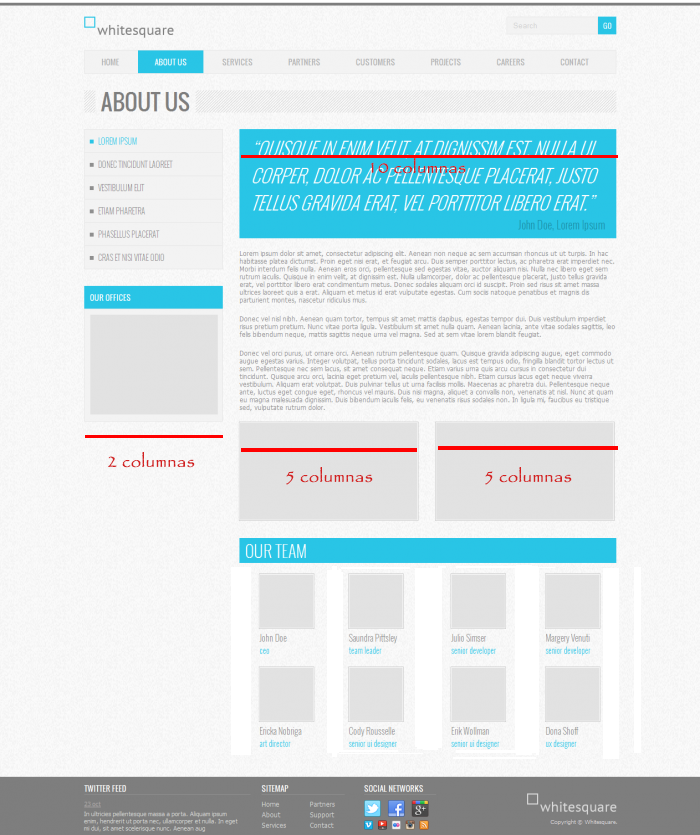 whitesquare
Search
GO
HOME ABOUT US SERVICES PARTNERS CUSTOMERS PROJECTS CAREERS CONTACT
ABOUT US
LOREM IPSUM
DONEC TINCIDUNT LAOREET
VESTIBULUM ELIT
ETIAM PHARETRA
PHASELLUS PLACERAT
CRAS ET NISI VITAE ODIO
OUR OFFICES
2 columnas
“QUISQUE IN ENIM VELIT, AT DIGNISSIM EST. NULLA UL
10 columnas
CORPER, DOLOR AC PELLENTESQUE PLACERAT, JUSTO
TELLUS GRAVIDA ERAT, VEL PORTTITOR LIBERO ERAT.”
John Doe, Lorem Ipsum
Lorem ipsum dolor sit amet, consectetur adipiscing elit. Aenean non neque ac sem accumsan rhoncus ut ut turpis. In hac
habitasse platea dictumst. Proin eget nisi erat, et feugiat arcu. Duis semper porttitor lectus, ac pharetra erat imperdiet nec.
Morbi interdum felis nulla. Aenean eros orci, pellentesque sed egestas vitae, auctor aliquam nisi. Nulla nec libero eget sem
rutrum iaculis. Quisque in enim velit, at dignissim est. Nulla ullamcorper, dolor ac pellentesque placerat, justo tellus gravida
erat, vel porttitor libero erat condimentum metus. Donec sodales aliquam orci id suscipit. Proin sed risus sit amet massa
ultrices laoreet quis a erat. Aliquam et metus id erat vulputate egestas. Cum sociis natoque penatibus et magnis dis
parturient montes, nascetur ridiculus mus.
Donec vel nisl nibh. Aenean quam tortor, tempus sit amet mattis dapibus, egestas tempor dui. Duis vestibulum imperdiet
risus pretium pretium. Nunc vitae porta ligula. Vestibulum sit amet nulla quam. Aenean lacinia, ante vitae sodales sagittis, leo
felis bibendum neque, mattis sagittis neque urna vel magna. Sed at sem vitae lorem blandit feugiat.
Donec vel orci purus, ut ornare orci. Aenean rutrum pellentesque quam. Quisque gravida adipiscing augue, eget commodo
augue egestas varius. Integer volutpat, tellus porta tincidunt sodales, lacus est tempus odio, fringilla blandit tortor lectus ut
sem. Pellentesque nec sem lacus, sit amet consequat neque. Etiam varius urna quis arcu cursus in consectetur dui
tincidunt. Quisque arcu orci, lacinia eget pretium vel, iaculis pellentesque nibh. Etiam cursus lacus eget neque viverra
vestibulum. Aliquam erat volutpat. Duis pulvinar tellus ut urna facilisis mollis. Maecenas ac pharetra dui. Pellentesque neque
ante, luctus eget congue eget, rhoncus vel mauris. Duis nisi magna, aliquet a convallis non, venenatis at nisl. Nunc at quam
eu magna malesuada dignissim. Duis bibendum iaculis felis, eu venenatis risus sodales non. In ligula mi, faucibus eu tristique
sed, vulputate rutrum dolor.
5 columnas 5 columnas
OUR TEAM
John Doe Saundra Pittsley Julio Simser Margery Venuti
ceo team leader senior developer senior developer
Ericka Nobriga Cody Rousselle Erik Wollman Dona Shoff
art director senior ui designer senior ui designer ux designer
TWITTER FEED SITEMAP SOCIAL NETWORKS
23 oct
In ultricies pellentesque massa a porta. Aliquam ipsum
enim, hendrerit ut porta nec, ullamcorper et nulla. In eget
mi dui, sit amet scelerisque nunc. Aenean aug
Home Partners
About Support
Services Contact
whitesquare
Copyright © Whitesquare.